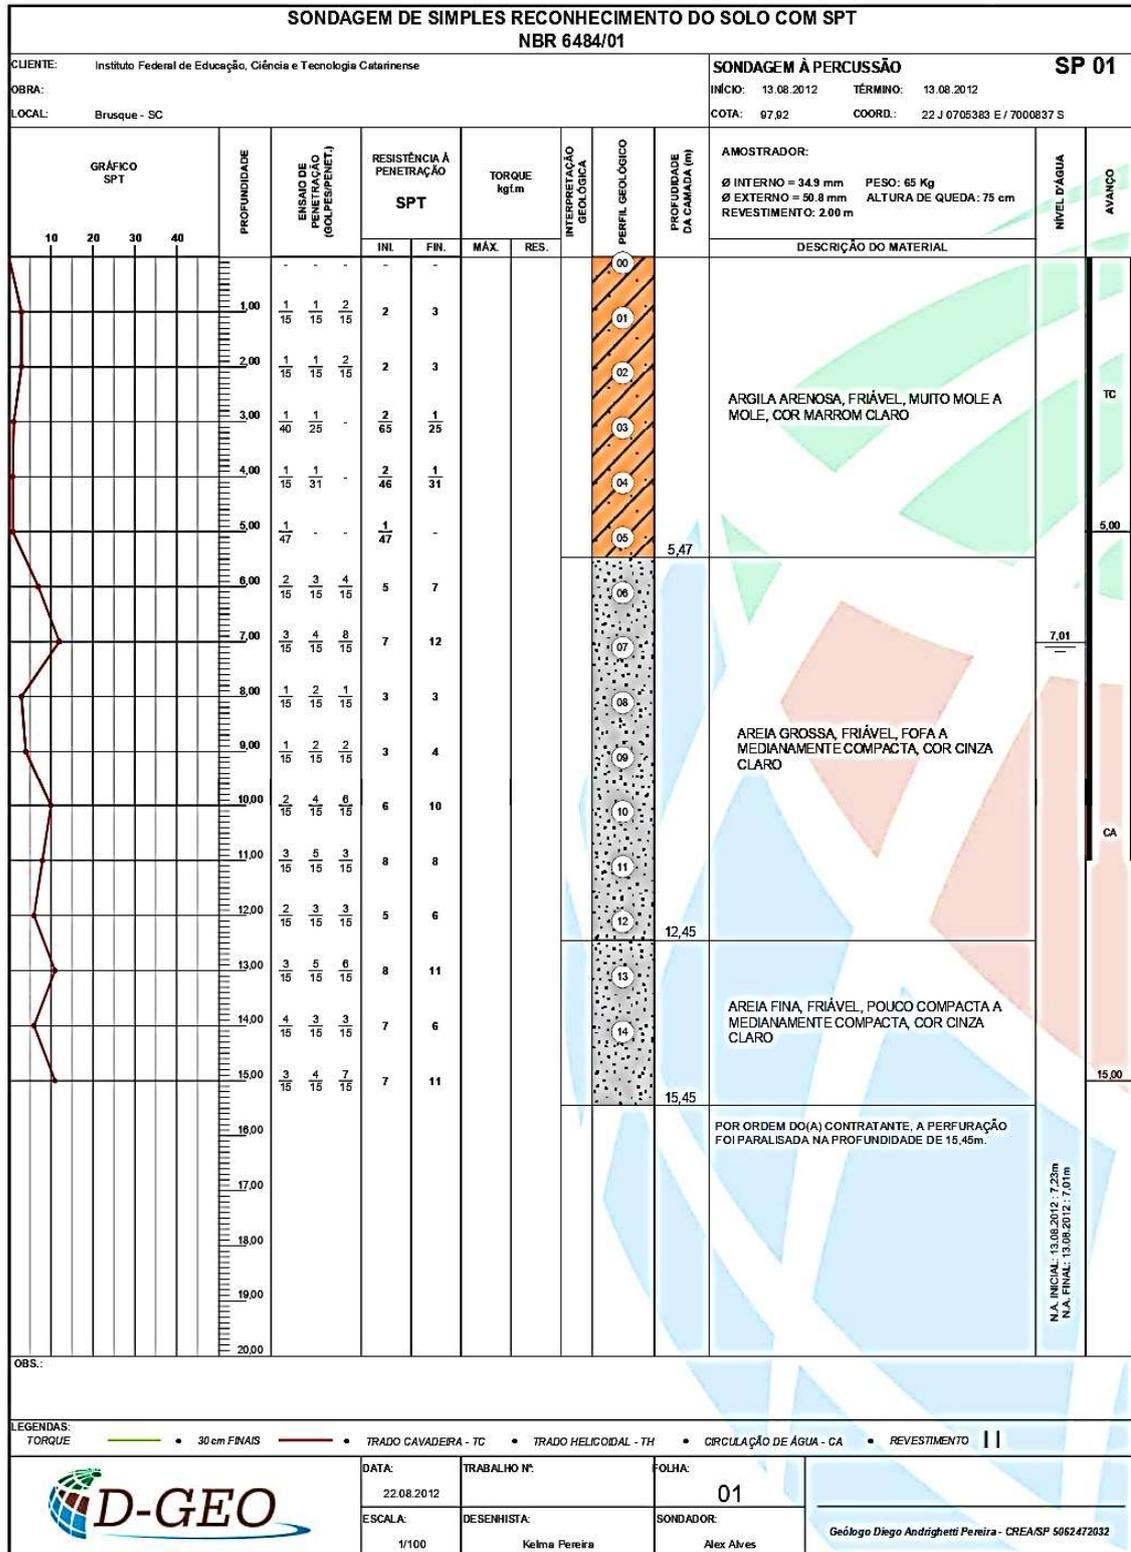 SONDAGEM DE SIMPLES RECONHECIMENTO DO SOLO COM SPT
NBR 6484/01
CLIENTE: Instituto Federal de Educação, Ciência e Tecnologia Catarinense
OBRA:
LOCAL: Brusque - SC
SONDAGEM À PERCUSSÃO SP 01
INÍCIO: 13.08.2012 TÉRMINO: 13.08.2012
COTA: 97,92 COORD.: 22 J 0705383 E / 7000837 S
GRÁFICO
SPT
10 20 30 40
PROFUNDIDADE
ENSAIO DE
PENETRAÇÃO
(GOLPES/PENET.)
RESISTÊNCIA À
PENETRAÇÃO
SPT
INI. FIN.
TORQUE
kgf.m
MÁX. RES.
INTERPRETAÇÃO
GEOLÓGICA
PERFIL GEOLÓGICO
PROFUDIDADE
DA CAMADA (m)
AMOSTRADOR:
Ø INTERNO = 34.9 mm PESO: 65 Kg
Ø EXTERNO = 50.8 mm ALTURA DE QUEDA: 75 cm
REVESTIMENTO: 2.00 m
DESCRIÇÃO DO MATERIAL
NÍVEL D'ÁGUA
AVANÇO
- - - - - 00
1,00 1/15 1/15 2/15 2 3 01
2,00 1/15 1/15 2/15 2 3 02
3,00 1/40 1/25 - 2/65 1/25 03
4,00 1/15 1/31 - 2/46 1/31 04
5,00 1/47 - - 1/47 - 05
6,00 2/15 3/15 4/15 5 7 06
7,00 3/15 4/15 8/15 7 12 07
8,00 1/15 2/15 1/15 3 3 08
9,00 1/15 2/15 2/15 3 4 09
10,00 2/15 4/15 6/15 6 10 10
11,00 3/15 5/15 3/15 8 8 11
12,00 2/15 3/15 3/15 5 6 12
13,00 3/15 5/15 6/15 8 11 13
14,00 4/15 3/15 3/15 7 6 14
15,00 3/15 4/15 7/15 7 11
16,00
17,00
18,00
19,00
20,00
5,47
12,45
15,45
ARGILA ARENOSA, FRIÁVEL, MUITO MOLE A
MOLE, COR MARROM CLARO
AREIA GROSSA, FRIÁVEL, FOFA A
MEDIANAMENTE COMPACTA, COR CINZA
CLARO
AREIA FINA, FRIÁVEL, POUCO COMPACTA A
MEDIANAMENTE COMPACTA, COR CINZA
CLARO
POR ORDEM DO(A) CONTRATANTE, A PERFURAÇÃO
FOI PARALISADA NA PROFUNDIDADE DE 15,45m.
7,01
N.A. INICIAL: 13.08.2012 : 7,23m
N.A. FINAL: 13.08.2012 : 7,01m
TC
5,00
CA
15,00
OBS.:
LEGENDAS:
TORQUE • 30 cm FINAIS • TRADO CAVADEIRA - TC • TRADO HELICOIDAL - TH • CIRCULAÇÃO DE ÁGUA - CA • REVESTIMENTO
D-GEO
DATA: 22.08.2012
TRABALHO Nº:
FOLHA: 01
ESCALA: 1/100
DESENHISTA: Kelma Pereira
SONDADOR: Alex Alves
Geólogo Diego Andrighetti Pereira - CREA/SP 5062472032